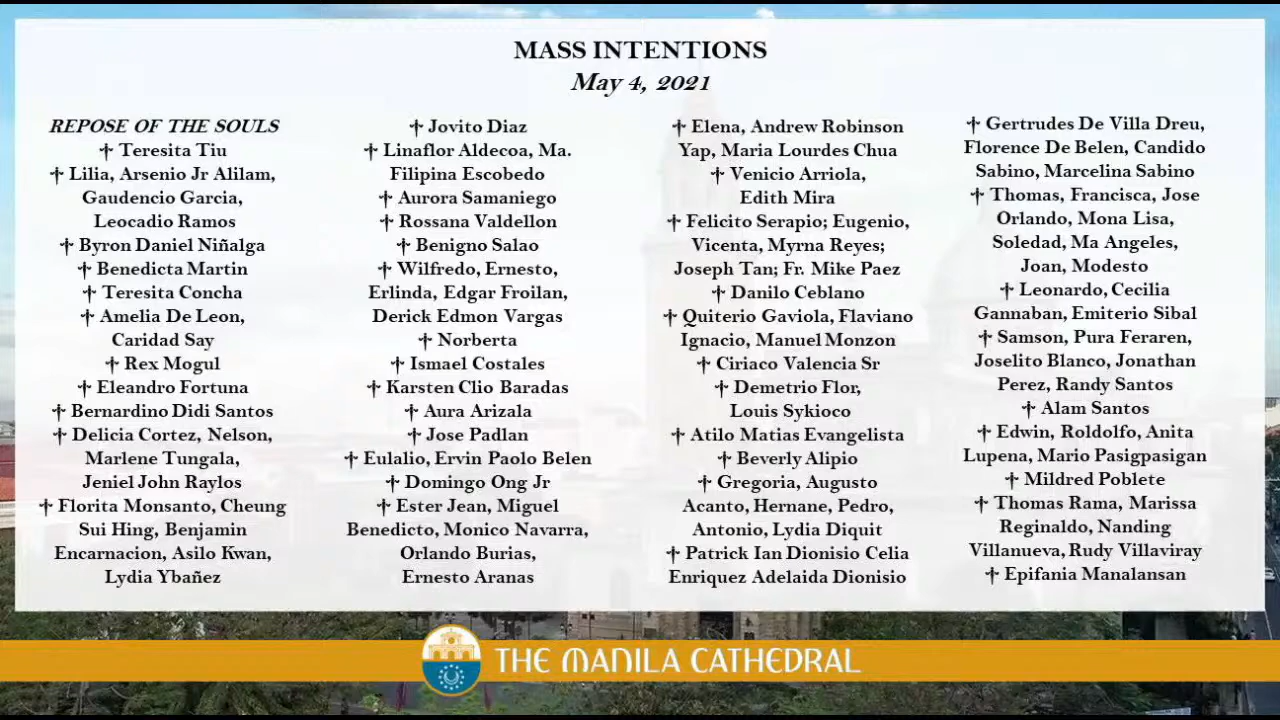 MASS INTENTIONS
May 4, 2021
REPOSE OF THE SOULS
✝ Teresita Tiu
✝ Lilia, Arsenio Jr Alilam,
Gaudencio Garcia,
Leocadio Ramos
✝ Byron Daniel Niñalga
✝ Benedicta Martin
✝ Teresita Concha
✝ Amelia De Leon,
Caridad Say
✝ Rex Mogul
✝ Eleandro Fortuna
✝ Bernardino Didi Santos
✝ Delicia Cortez, Nelson,
Marlene Tungala,
Jeniel John Raylos
✝ Florita Monsanto, Cheung
Sui Hing, Benjamin
Encarnacion, Asilo Kwan,
Lydia Ybañez
✝ Jovito Diaz
✝ Linaflor Aldecoa, Ma.
Filipina Escobedo
✝ Aurora Samaniego
✝ Rossana Valdellon
✝ Benigno Salao
✝ Wilfredo, Ernesto,
Erlinda, Edgar Froilan,
Derick Edmon Vargas
✝ Norberta
✝ Ismael Costales
✝ Karsten Clio Baradas
✝ Aura Arizala
✝ Jose Padlan
✝ Eulalio, Ervin Paolo Belen
✝ Domingo Ong Jr
✝ Ester Jean, Miguel
Benedicto, Monico Navarra,
Orlando Burias,
Ernesto Aranas
✝ Elena, Andrew Robinson
Yap, Maria Lourdes Chua
✝ Venicio Arriola,
Edith Mira
✝ Felicito Serapio; Eugenio,
Vicenta, Myrna Reyes;
Joseph Tan; Fr. Mike Paez
✝ Danilo Ceblano
✝ Quiterio Gaviola, Flaviano
Ignacio, Manuel Monzon
✝ Ciriaco Valencia Sr
✝ Demetrio Flor,
Louis Sykioco
✝ Atilo Matias Evangelista
✝ Beverly Alipio
✝ Gregoria, Augusto
Acanto, Hernane, Pedro,
Antonio, Lydia Diquit
✝ Patrick Ian Dionisio Celia
Enriquez Adelaida Dionisio
✝ Gertrudes De Villa Dreu,
Florence De Belen, Candido
Sabino, Marcelina Sabino
✝ Thomas, Francisca, Jose
Orlando, Mona Lisa,
Soledad, Ma Angeles,
Joan, Modesto
✝ Leonardo, Cecilia
Gannaban, Emiterio Sibal
✝ Samson, Pura Feraren,
Joselito Blanco, Jonathan
Perez, Randy Santos
✝ Alam Santos
✝ Edwin, Roldolfo, Anita
Lupena, Mario Pasigpasigan
✝ Mildred Poblete
✝ Thomas Rama, Marissa
Reginaldo, Nanding
Villanueva, Rudy Villaviray
✝ Epifania Manalansan
THE MANILA CATHEDRAL